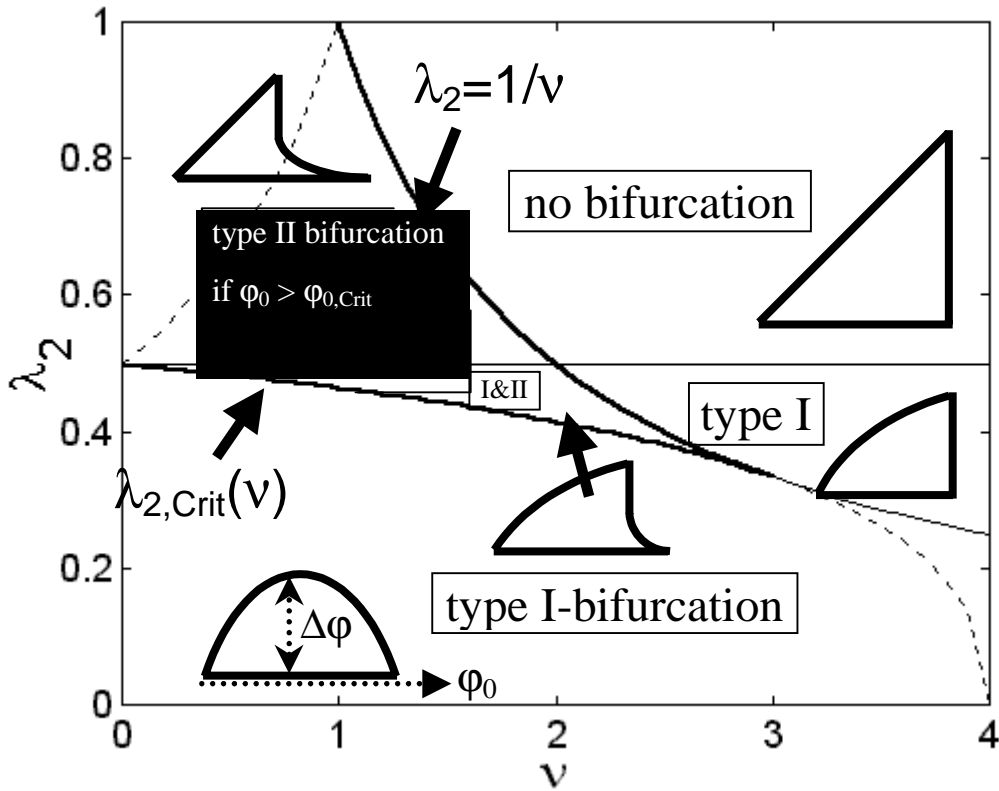 1
λ2=1/ν
0.8
no bifurcation
type II bifurcation
if φ0 > φ0,Crit
0.6
λ2
I&II
type I
0.4
λ2,Crit(ν)
0.2
type I-bifurcation
Δφ
φ0
0
0 1 2 3 4
ν